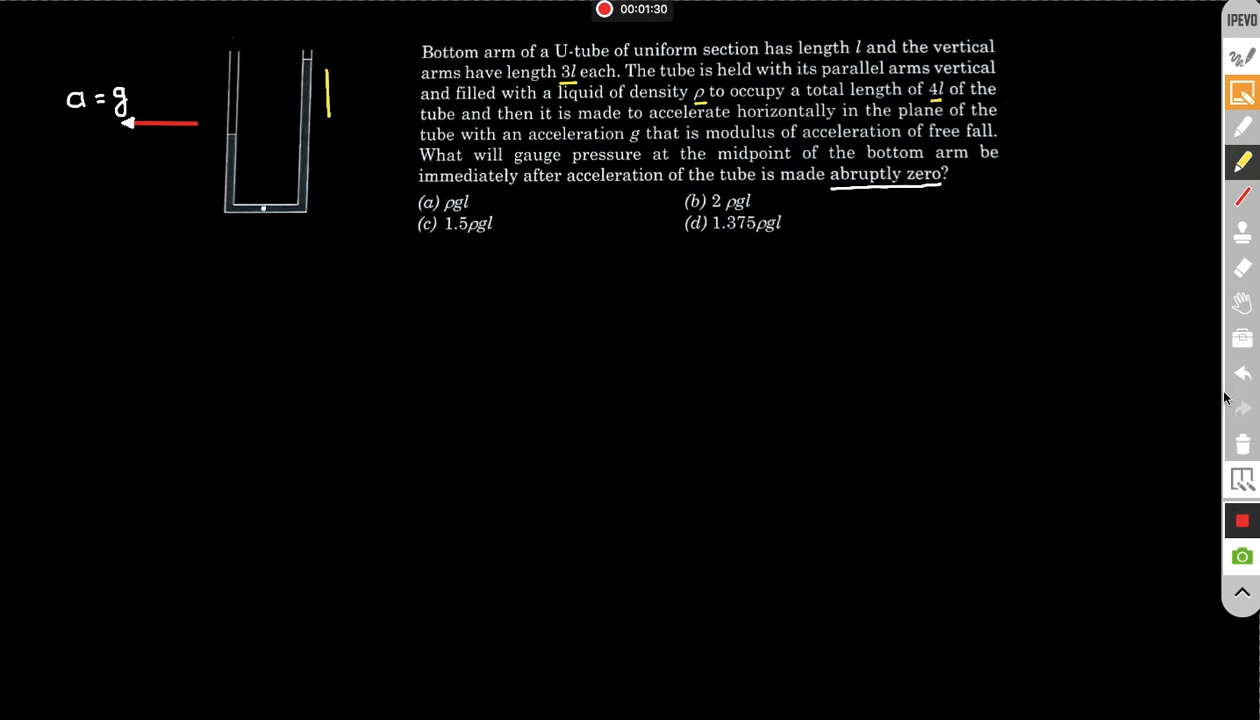 00:01:30
IPEVO
a = g
Bottom arm of a U-tube of uniform section has length l and the vertical
arms have length 3l each. The tube is held with its parallel arms vertical
and filled with a liquid of density ρ to occupy a total length of 4l of the
tube and then it is made to accelerate horizontally in the plane of the
tube with an acceleration g that is modulus of acceleration of free fall.
What will gauge pressure at the midpoint of the bottom arm be
immediately after acceleration of the tube is made abruptly zero?
(a) ρgl (b) 2 ρgl
(c) 1.5ρgl (d) 1.375ρgl